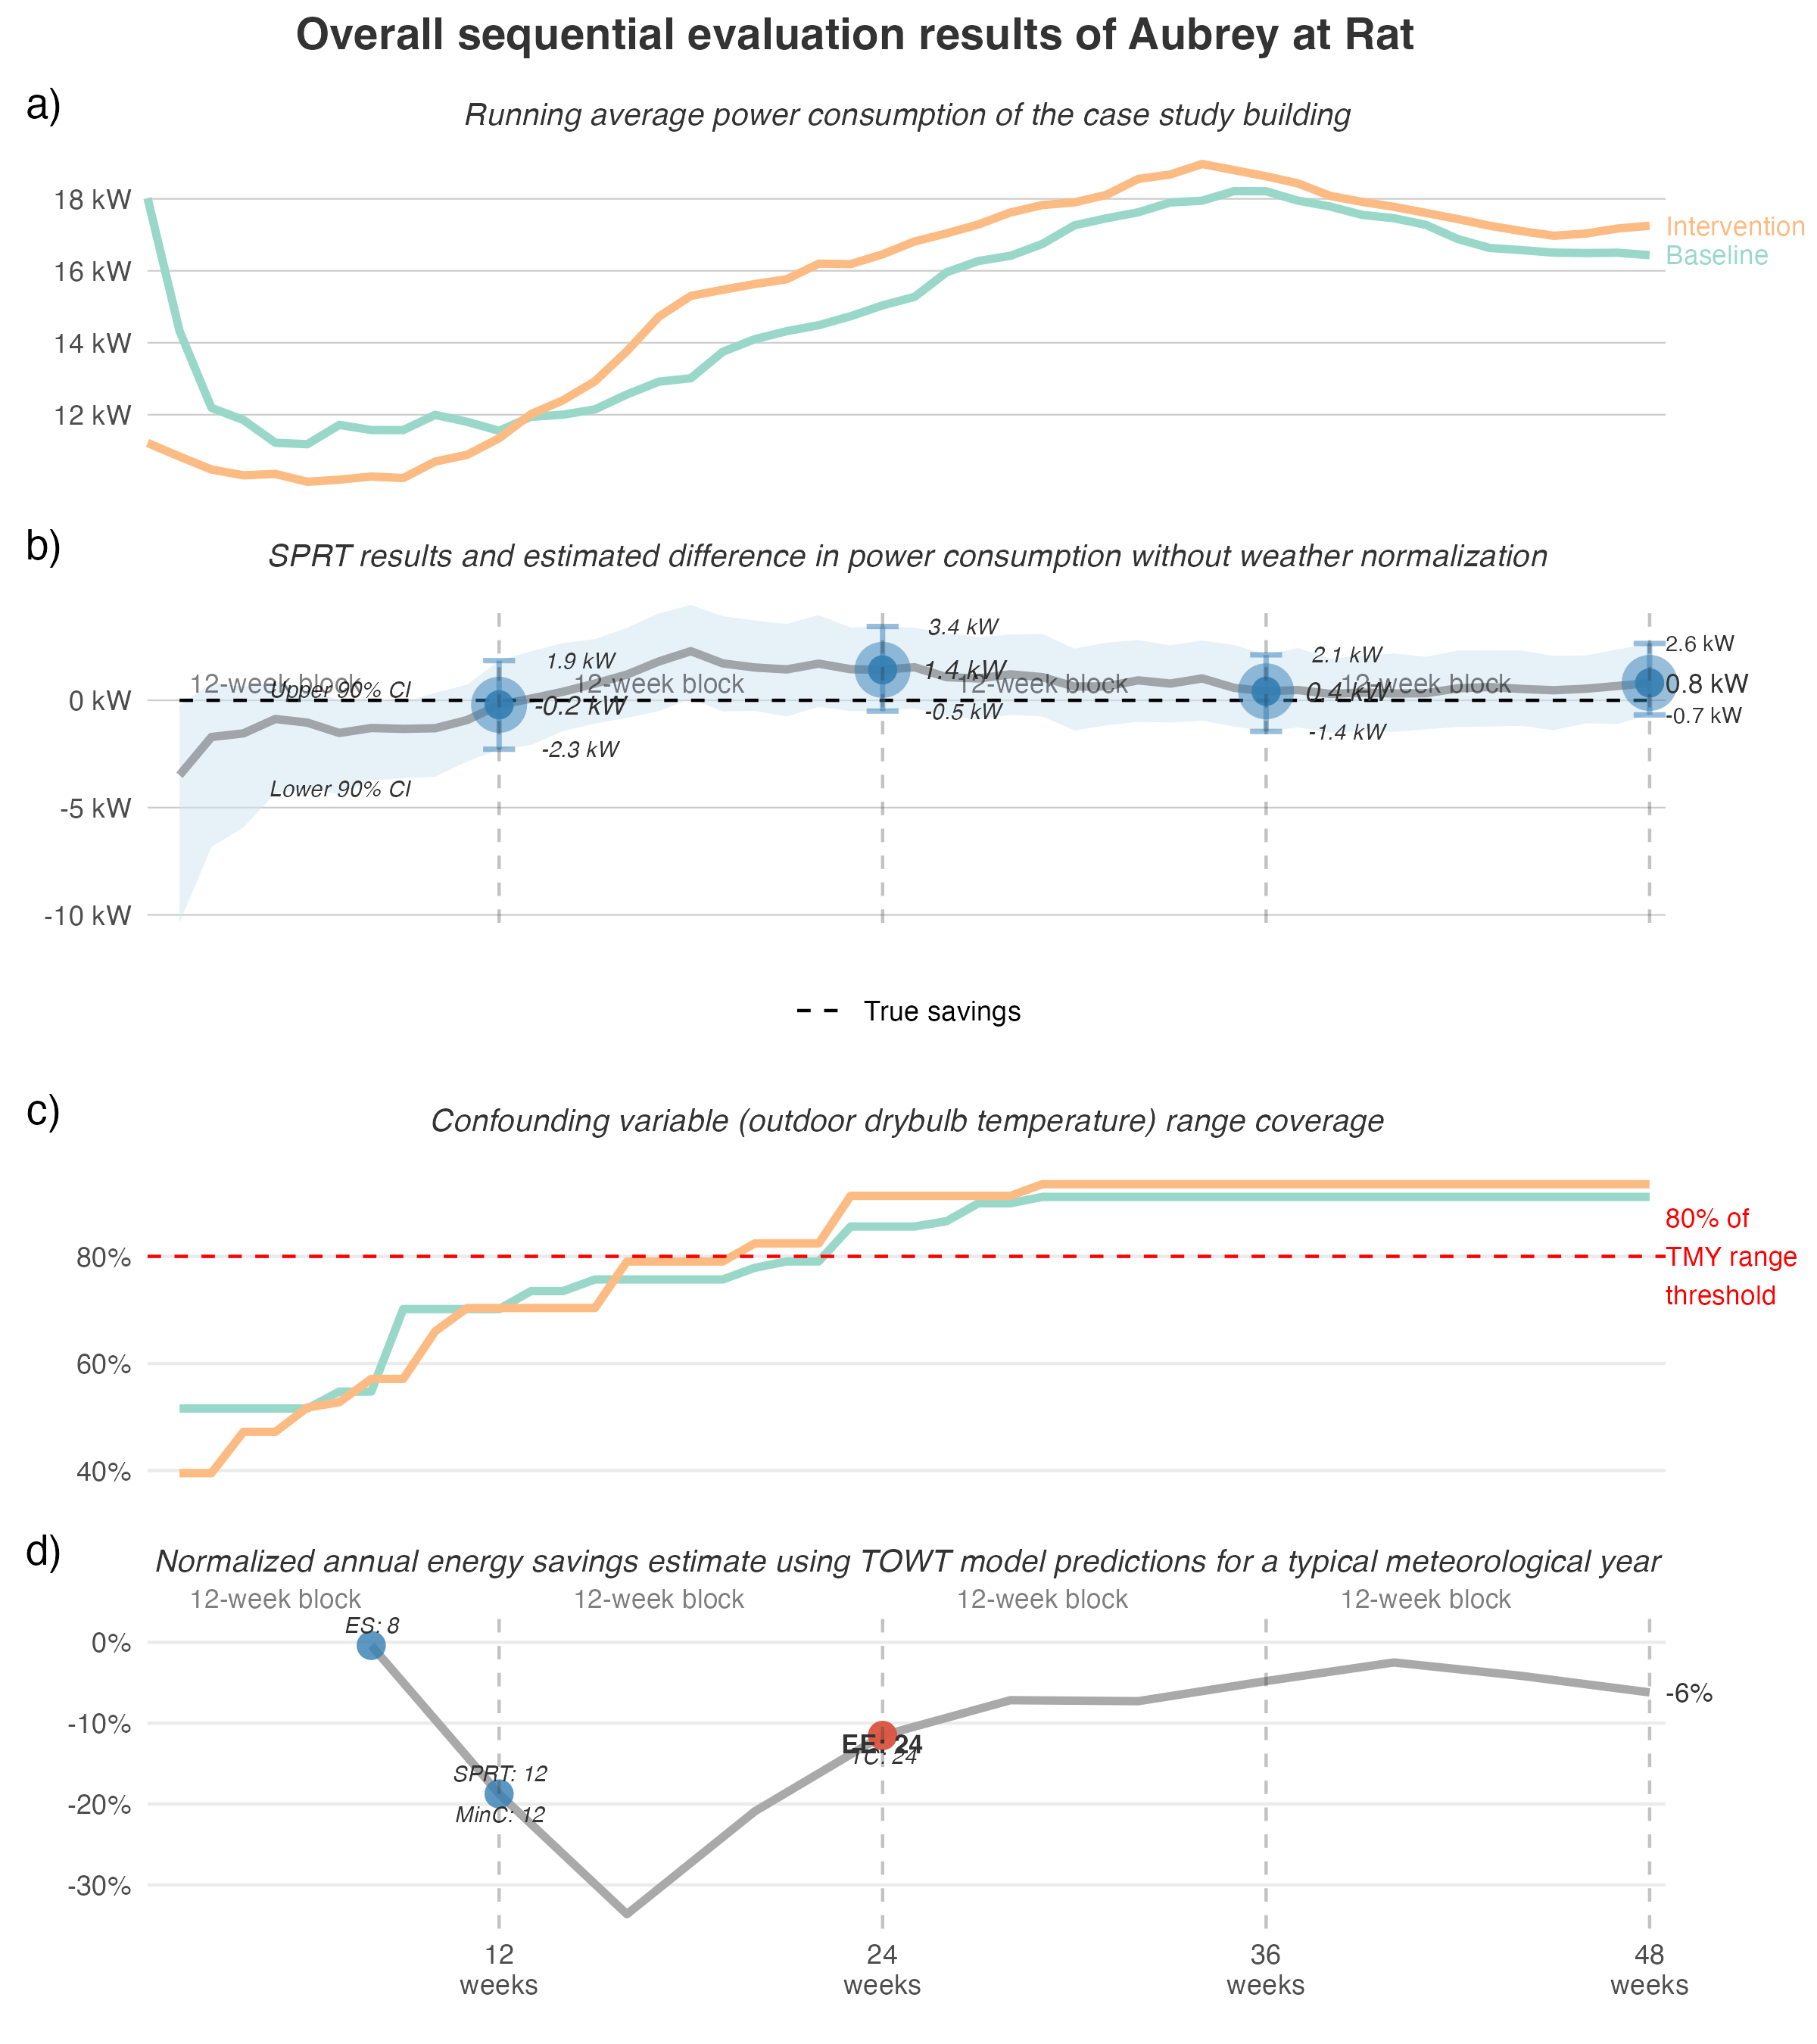 Overall sequential evaluation results of Aubrey at Rat
a)
Running average power consumption of the case study building
18 kW
16 kW
14 kW
12 kW
Intervention
Baseline
b)
SPRT results and estimated difference in power consumption without weather normalization
0 kW
-5 kW
-10 kW
12-week block
12-week block
12-week block
12-week block
Upper 90% CI
Lower 90% CI
1.9 kW
-0.2 kW
-2.3 kW
3.4 kW
1.4 kW
-0.5 kW
2.1 kW
0.4 kW
-1.4 kW
2.6 kW
0.8 kW
-0.7 kW
True savings
c)
Confounding variable (outdoor drybulb temperature) range coverage
80%
60%
40%
80% of
TMY range
threshold
d)
Normalized annual energy savings estimate using TOWT model predictions for a typical meteorological year
12-week block
12-week block
12-week block
12-week block
0%
-10%
-20%
-30%
ES: 8
SPRT: 12
MinC: 12
EE: 24
TC: 24
-6%
12
weeks
24
weeks
36
weeks
48
weeks